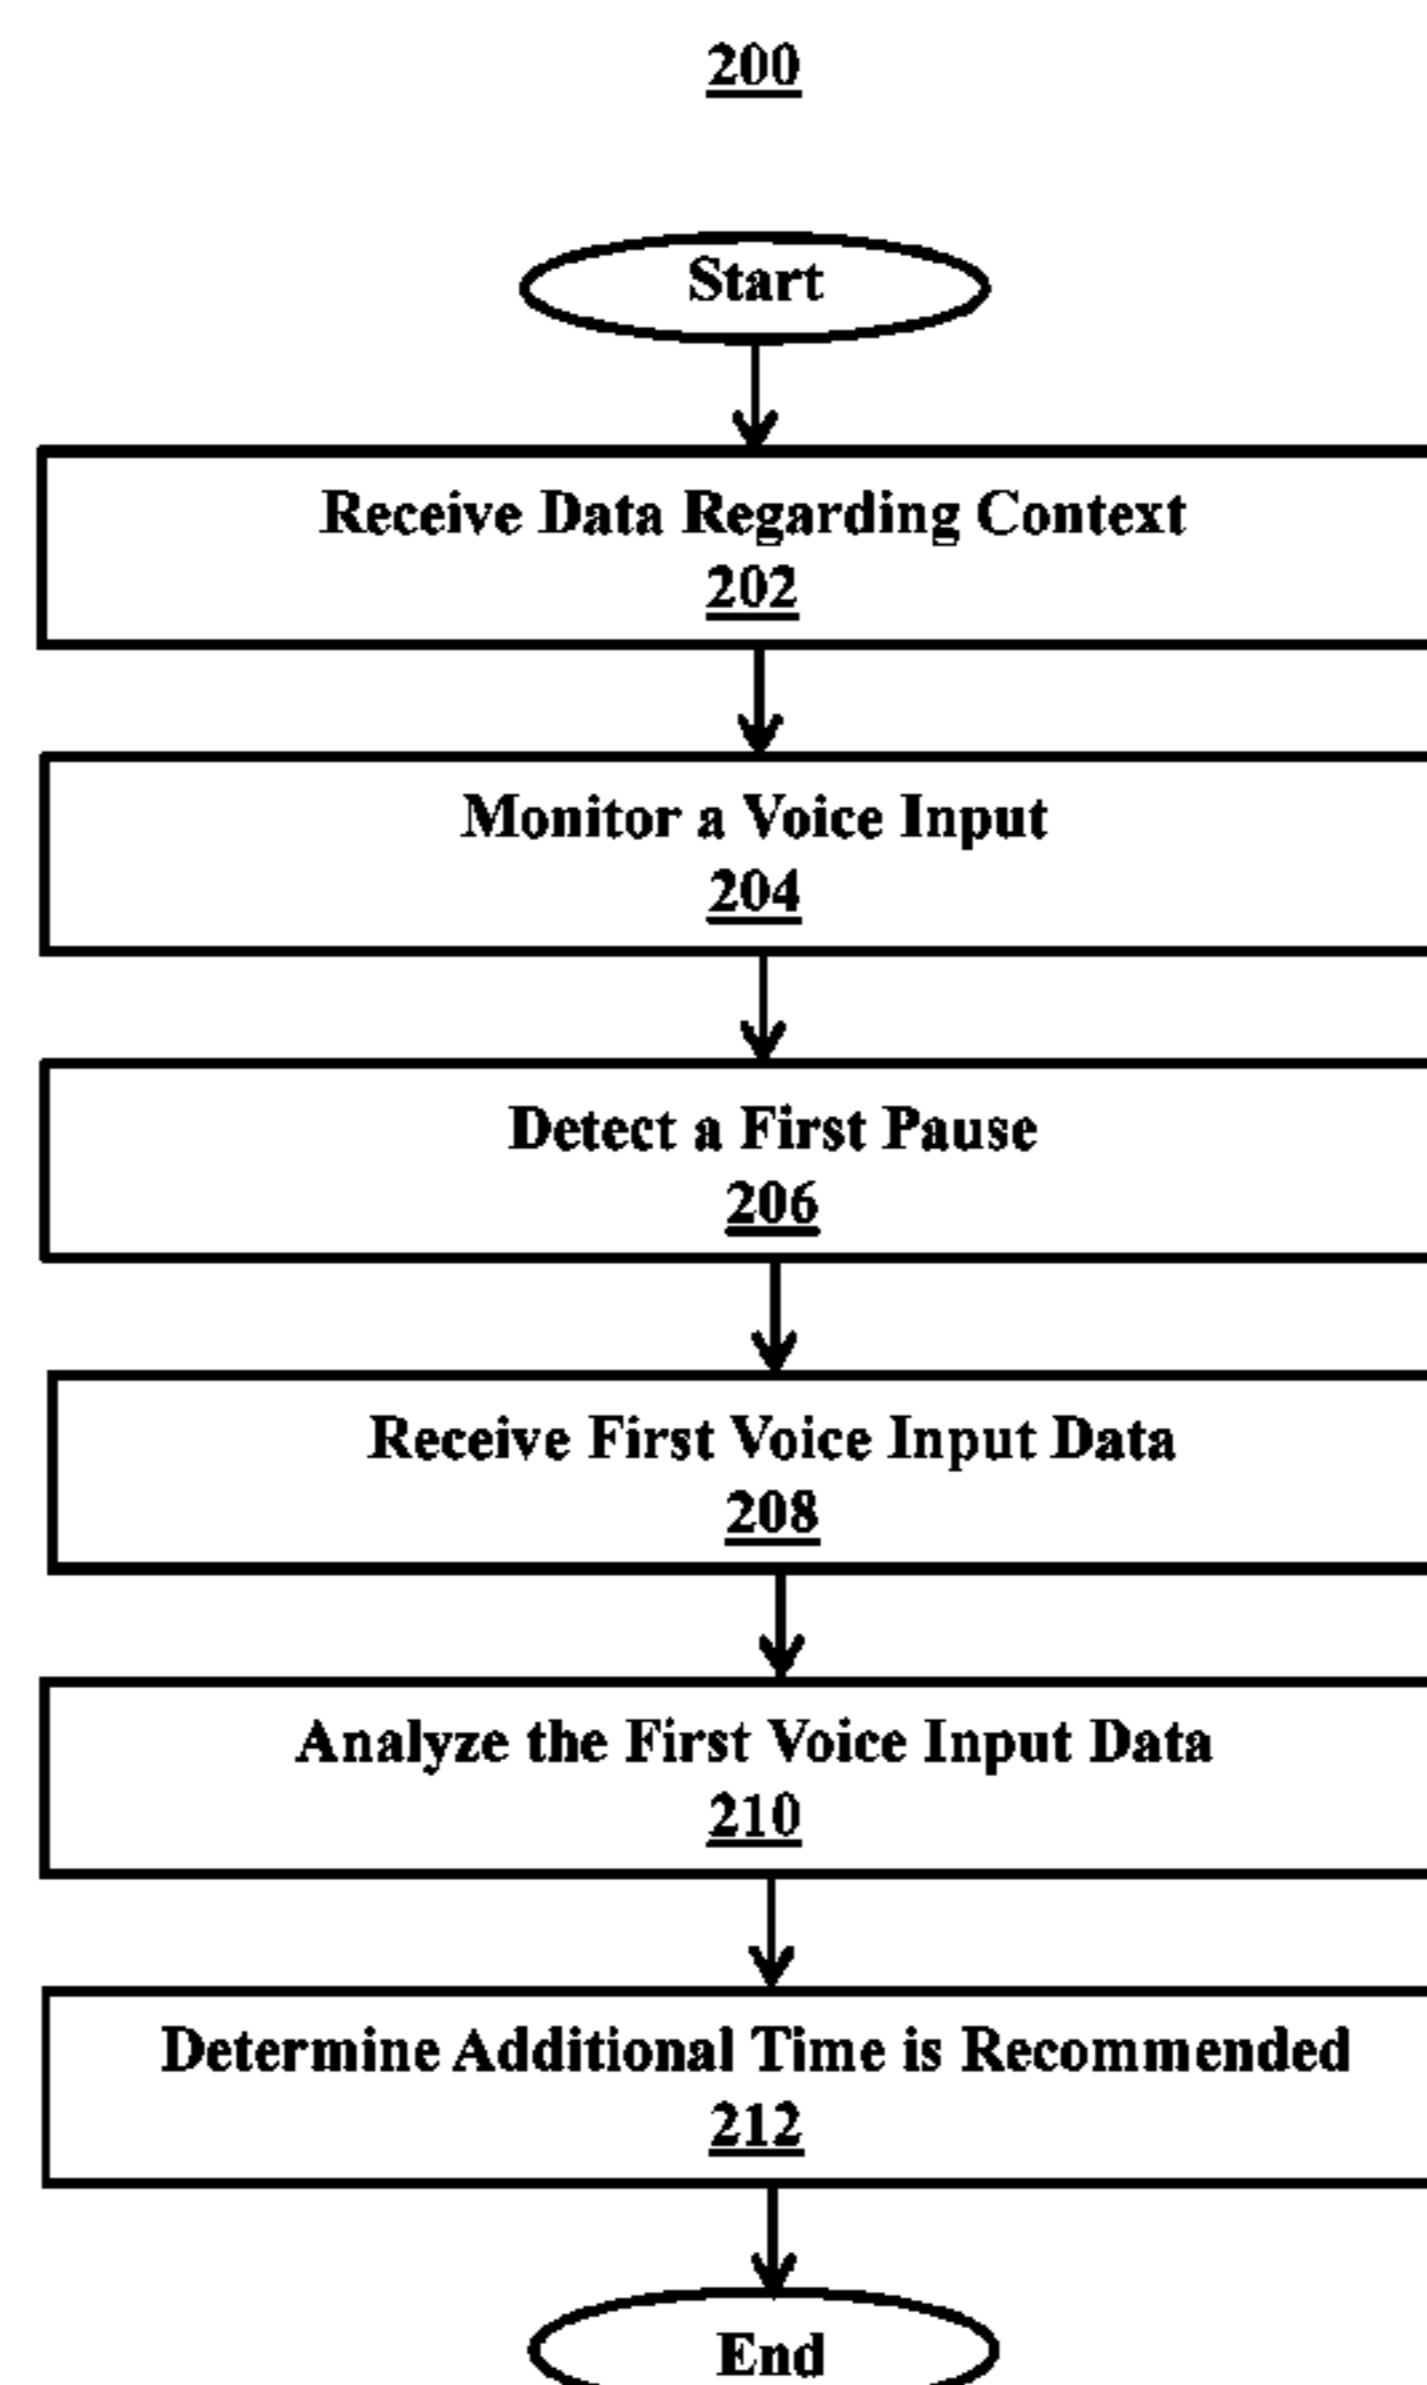 200
Start
Receive Data Regarding Context
202
Monitor a Voice Input
204
Detect a First Pause
206
Receive First Voice Input Data
208
Analyze the First Voice Input Data
210
Determine Additional Time is Recommended
212
End